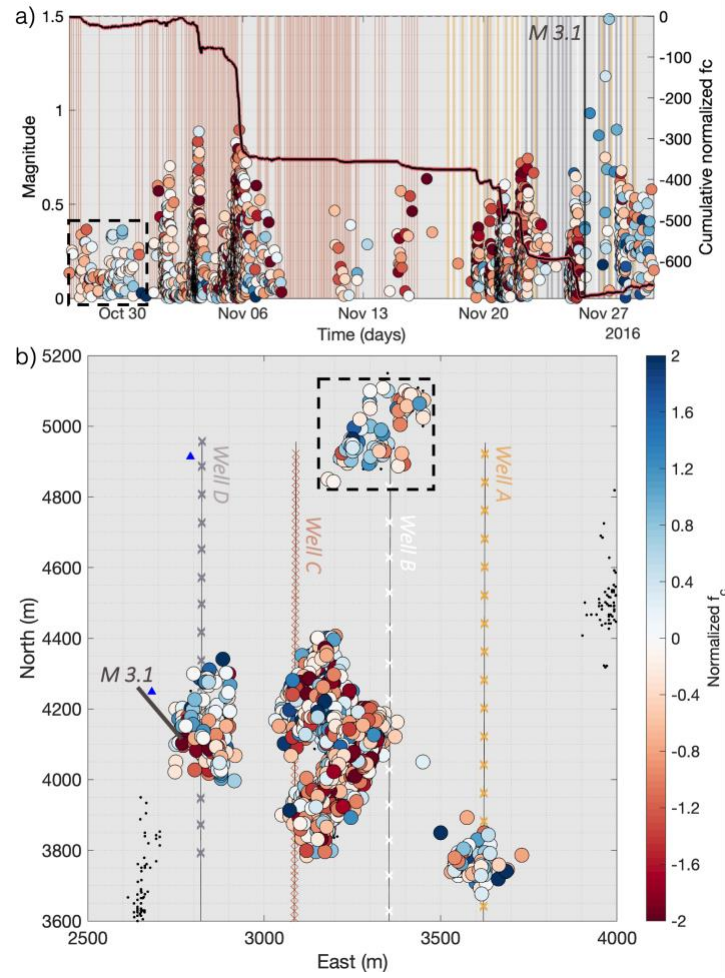 a)
1.5
1
0.5
0
Magnitude
M 3.1
0
-100
-200
-300
-400
-500
-600
Cumulative normalized fc
Oct 30
Nov 06
Nov 13
Nov 20
Nov 27
Time (days)
2016
b)
5200
5000
4800
4600
4400
4200
4000
3800
3600
North (m)
Well D
Well C
Well B
Well A
M 3.1
2500
3000
3500
4000
East (m)
2
1.6
1.2
0.8
0.4
0
-0.4
-0.8
-1.2
-1.6
-2
Normalized fc